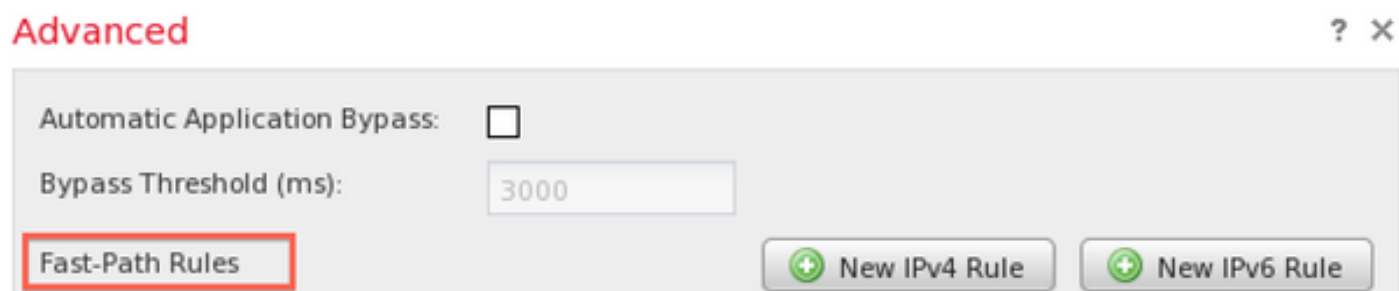 Advanced ? ×
Automatic Application Bypass:
Bypass Threshold (ms): 3000
Fast-Path Rules New IPv4 Rule New IPv6 Rule